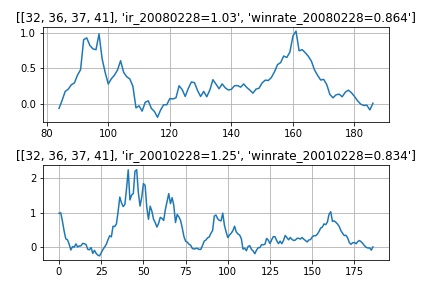 [[32, 36, 37, 41], 'ir_20080228=1.03', 'winrate_20080228=0.864']
1.0
0.5
0.0
80 100 120 140 160 180
[[32, 36, 37, 41], 'ir_20010228=1.25', 'winrate_20010228=0.834']
2
1
0
0 25 50 75 100 125 150 175